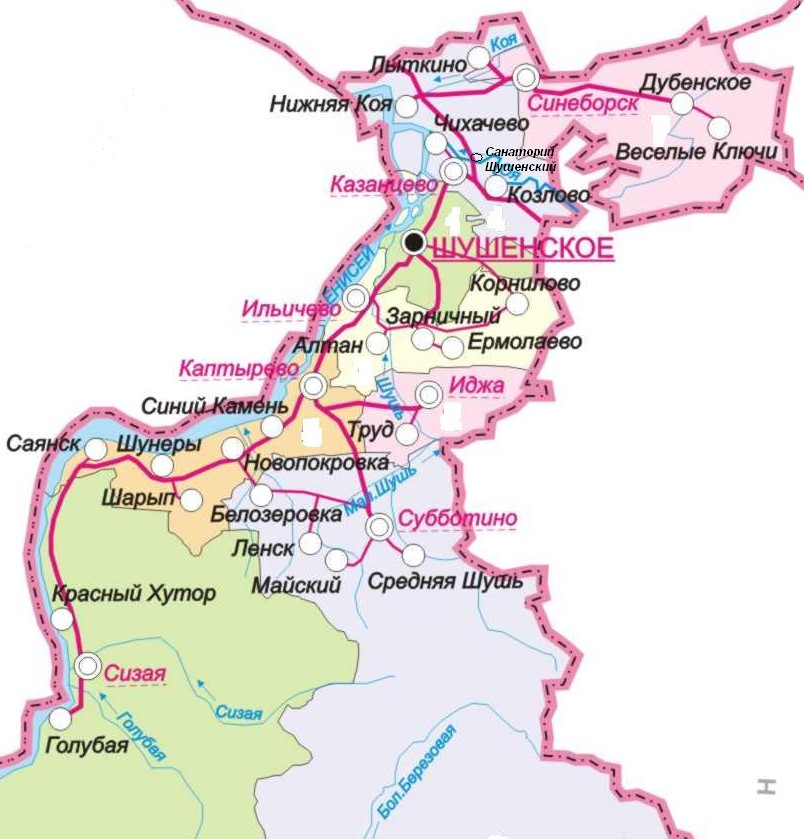 Коя
Лыткино
Синеборск
Дубенское
Нижняя Коя
Чихачево
Веселые Ключи
Санаторий
Шушенский
Казанцево
Козлово
ШУШЕНСКОЕ
ЕНИСЕЙ
Корнилово
Ильичево
Зарничный
Алтан
Ермолаево
Каптырево
Шушь
Иджа
Синий Камень
Труд
Саянск
Шунеры
Новопокровка
Мал.Шушь
Шарып
Белозеровка
Субботино
Ленск
Майский
Средняя Шушь
Красный Хутор
Сизая
Сизая
Голубая
Голубая
Бол.Березовая
Н